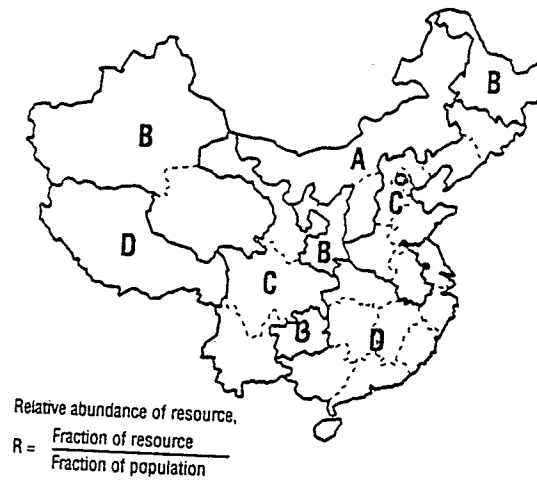 B
B
A
C
D
B
C
B
D
Relative abundance of resource,
R = Fraction of resource
Fraction of population